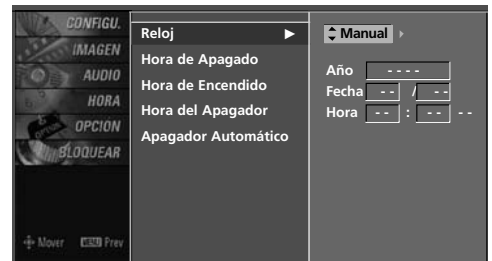 CONFIGU.
IMAGEN
AUDIO
HORA
OPCION
BLOQUEAR
Mover MENU Prev
Reloj ▶
Hora de Apagado
Hora de Encendido
Hora del Apagador
Apagador Automático
Manual
Año - - - -
Fecha - - / - -
Hora - - : - - - -